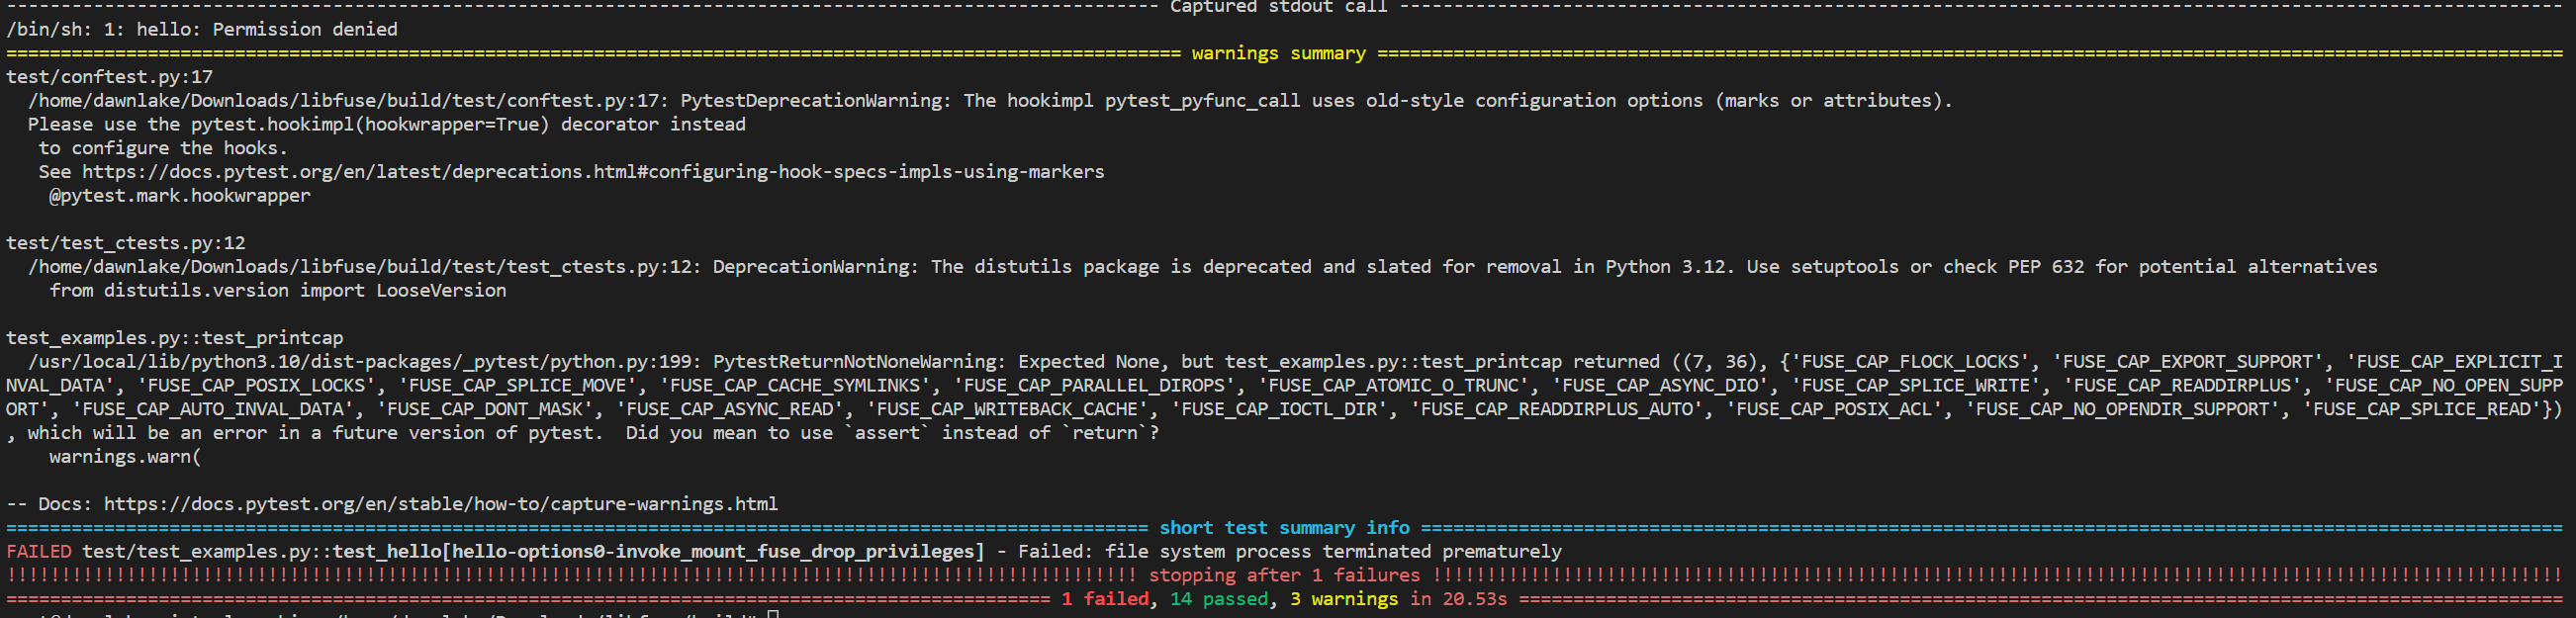 -------------------- Captured stdout call --------------------
/bin/sh: 1: hello: Permission denied
==================== warnings summary ====================
test/conftest.py:17
  /home/dawnlake/Downloads/libfuse/build/test/conftest.py:17: PytestDeprecationWarning: The hookimpl pytest_pyfunc_call uses old-style configuration options (marks or attributes).
  Please use the pytest.hookimpl(hookwrapper=True) decorator instead
   to configure the hooks.
   See https://docs.pytest.org/en/latest/deprecations.html#configuring-hook-specs-impls-using-markers
    @pytest.mark.hookwrapper

test/test_ctests.py:12
  /home/dawnlake/Downloads/libfuse/build/test/test_ctests.py:12: DeprecationWarning: The distutils package is deprecated and slated for removal in Python 3.12. Use setuptools or check PEP 632 for potential alternatives
    from distutils.version import LooseVersion

test_examples.py::test_printcap
  /usr/local/lib/python3.10/dist-packages/_pytest/python.py:199: PytestReturnNotNoneWarning: Expected None, but test_examples.py::test_printcap returned ((7, 36), {'FUSE_CAP_FLOCK_LOCKS', 'FUSE_CAP_EXPORT_SUPPORT', 'FUSE_CAP_EXPLICIT_I
NVAL_DATA', 'FUSE_CAP_POSIX_LOCKS', 'FUSE_CAP_SPLICE_MOVE', 'FUSE_CAP_CACHE_SYMLINKS', 'FUSE_CAP_PARALLEL_DIROPS', 'FUSE_CAP_ATOMIC_O_TRUNC', 'FUSE_CAP_ASYNC_DIO', 'FUSE_CAP_SPLICE_WRITE', 'FUSE_CAP_READDIRPLUS', 'FUSE_CAP_NO_OPEN_SUPP
ORT', 'FUSE_CAP_AUTO_INVAL_DATA', 'FUSE_CAP_DONT_MASK', 'FUSE_CAP_ASYNC_READ', 'FUSE_CAP_WRITEBACK_CACHE', 'FUSE_CAP_IOCTL_DIR', 'FUSE_CAP_READDIRPLUS_AUTO', 'FUSE_CAP_POSIX_ACL', 'FUSE_CAP_NO_OPENDIR_SUPPORT', 'FUSE_CAP_SPLICE_READ'})
, which will be an error in a future version of pytest.  Did you mean to use `assert` instead of `return`?
    warnings.warn(

-- Docs: https://docs.pytest.org/en/stable/how-to/capture-warnings.html
==================== short test summary info ====================
FAILED test/test_examples.py::test_hello[hello-options0-invoke_mount_fuse_drop_privileges] - Failed: file system process terminated prematurely
!!!!!!!!!!!!!!!!!!!! stopping after 1 failures !!!!!!!!!!!!!!!!!!!!
==================== 1 failed, 14 passed, 3 warnings in 20.53s ====================